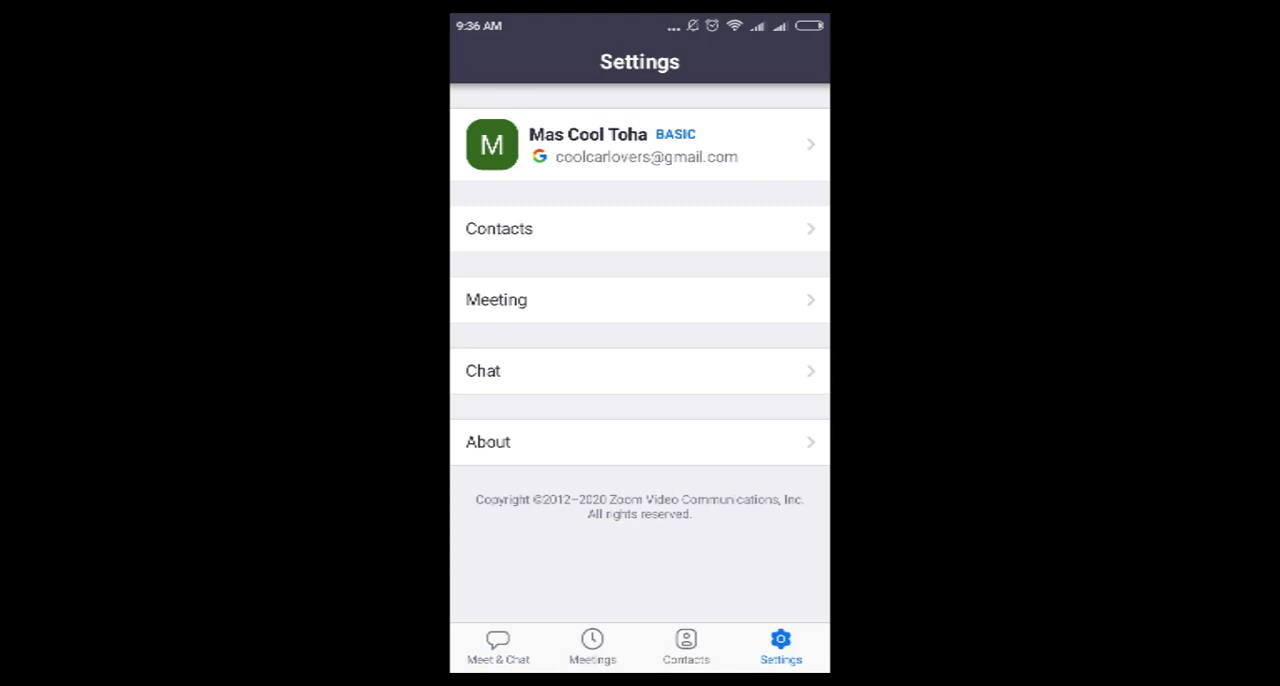 9:36 AM
Settings
M
Mas Cool Toha BASIC
coolcarlovers@gmail.com
Contacts
Meeting
Chat
About
Copyright ©2012–2020 Zoom Video Communications, Inc.
All rights reserved.
Meet & Chat
Meetings
Contacts
Settings